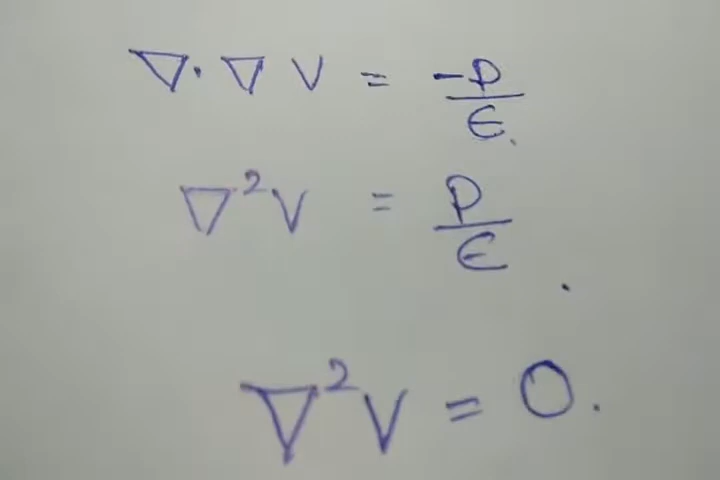 ∇·∇V = -ρ/ε.
∇²V = ρ/ε.
∇²V = 0.